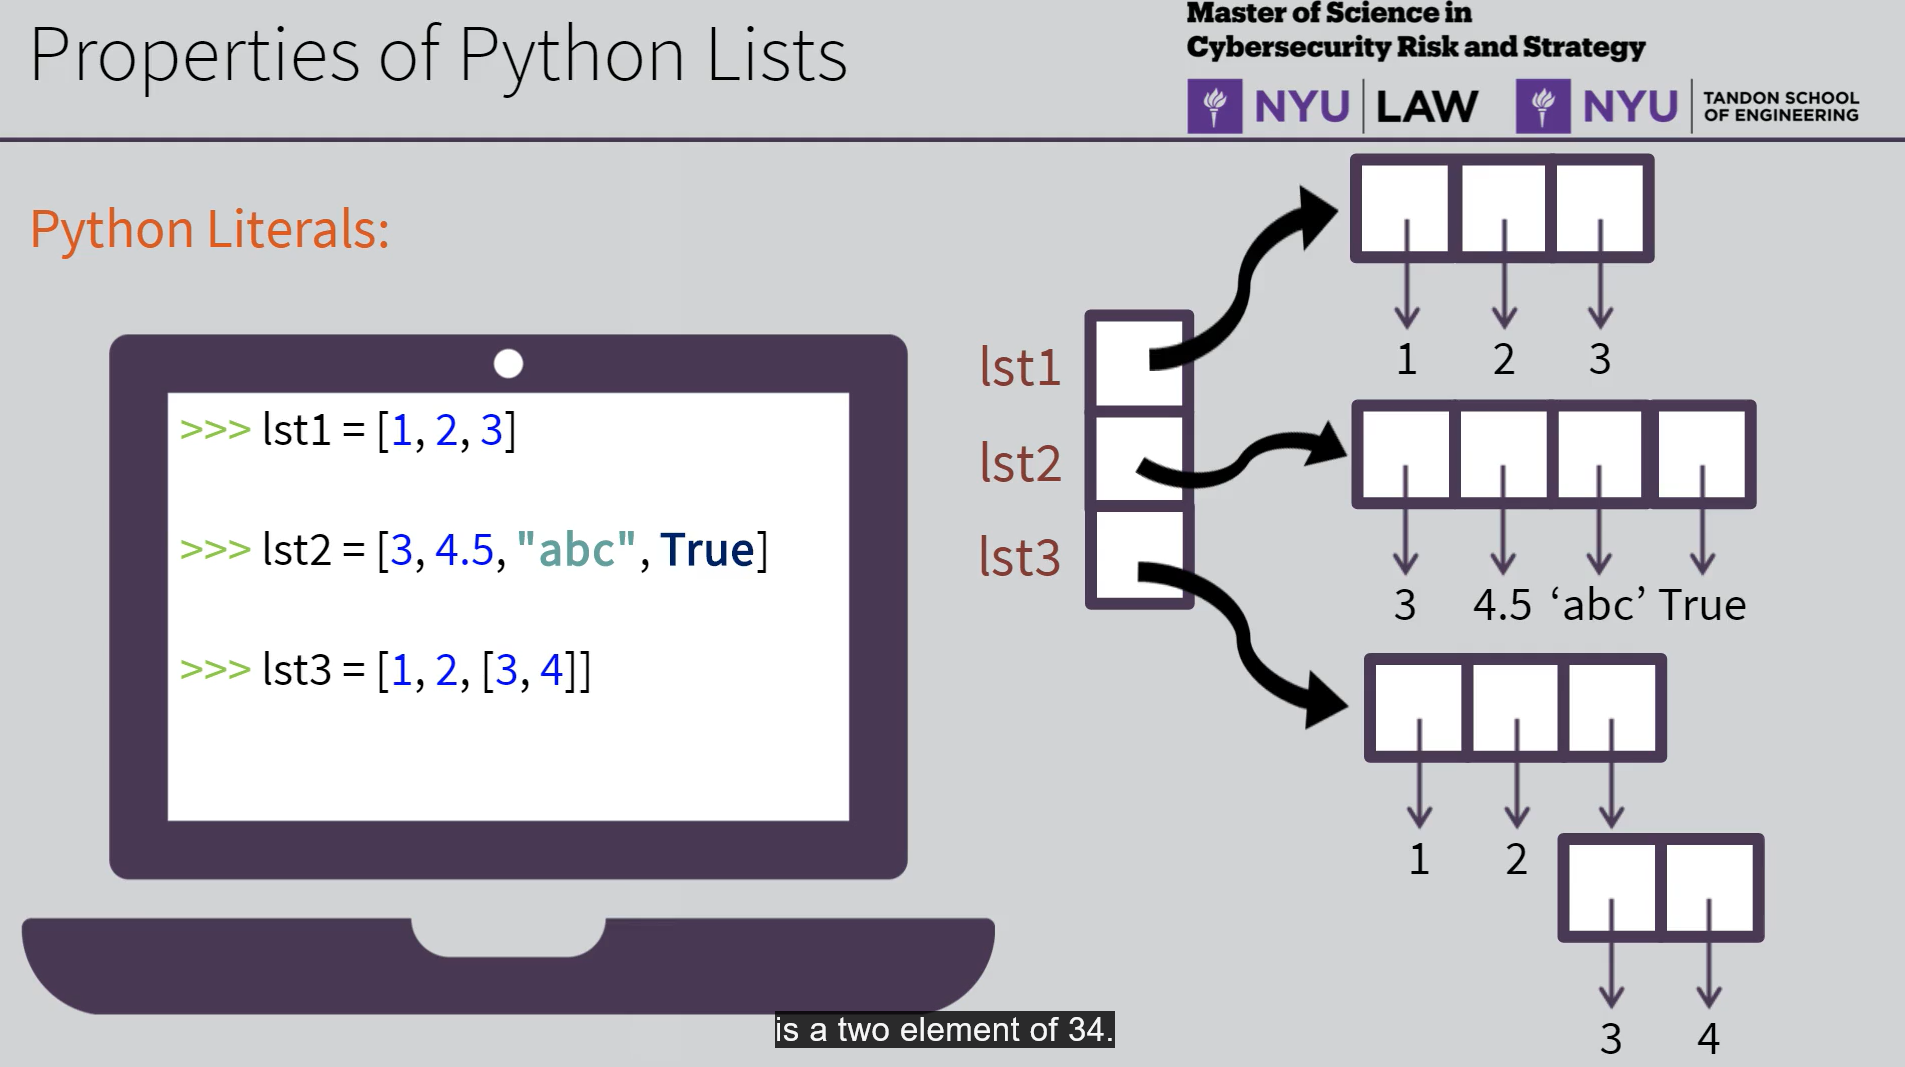 Properties of Python Lists
Master of Science in
Cybersecurity Risk and Strategy
NYU LAW
NYU TANDON SCHOOL
OF ENGINEERING
Python Literals:
>>> lst1 = [1, 2, 3]
>>> lst2 = [3, 4.5, "abc", True]
>>> lst3 = [1, 2, [3, 4]]
lst1
lst2
lst3
1 2 3
3 4.5 ‘abc’ True
1 2
3 4
is a two element of 34.